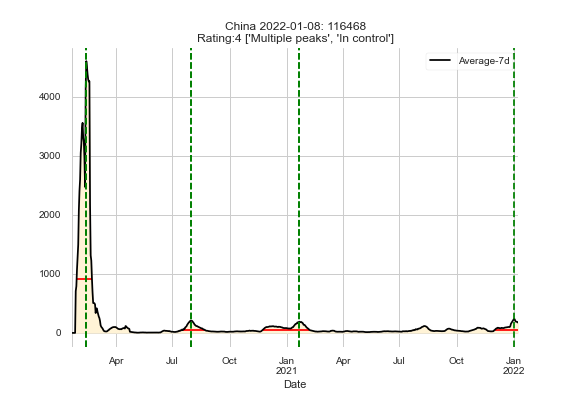 China 2022-01-08: 116468
Rating:4 ['Multiple peaks', 'In control']
Average-7d
4000
3000
2000
1000
0
Apr Jul Oct Jan Apr Jul Oct Jan
2021 2022
Date